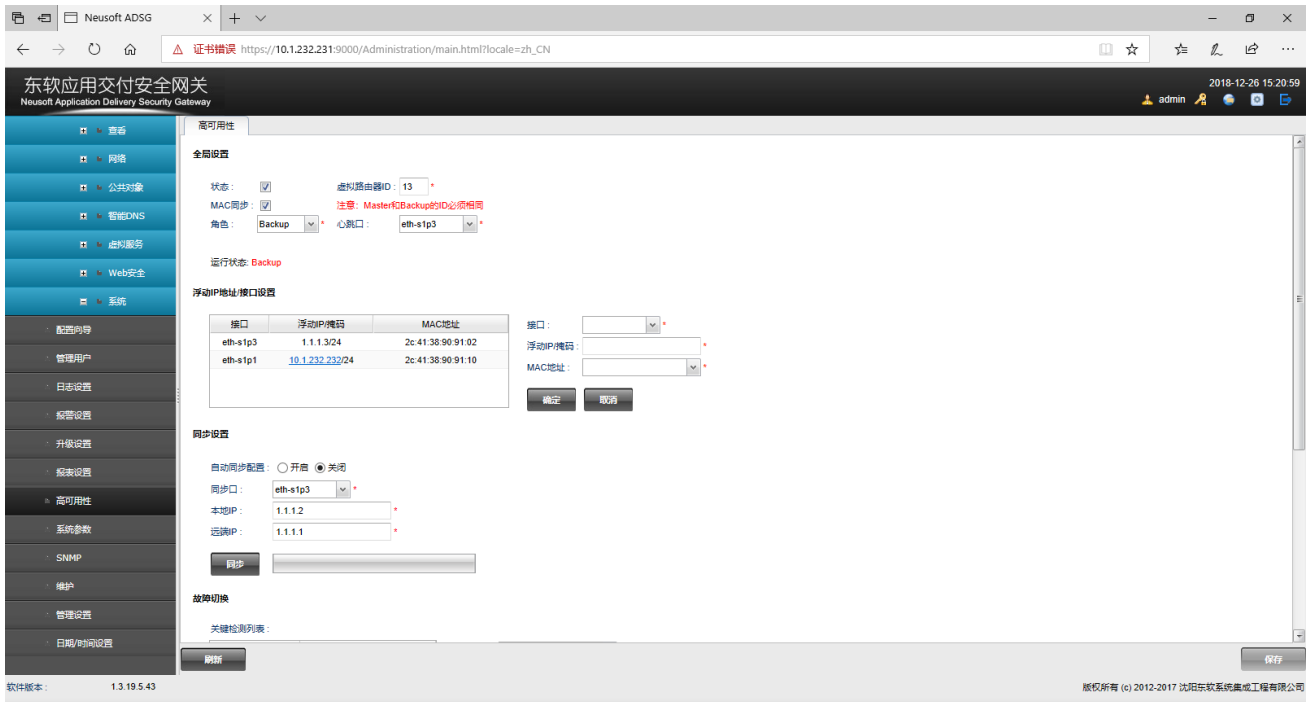 Neusoft ADSG
证书错误 https://10.1.232.231:9000/Administration/main.html?locale=zh_CN
东软应用交付安全网关
Neusoft Application Delivery Security Gateway
2018-12-26 15:20:59
admin
查看
网络
公共对象
智能DNS
虚拟服务
Web安全
系统
配置向导
管理用户
日志设置
报警设置
升级设置
报表设置
高可用性
系统参数
SNMP
维护
管理设置
日期/时间设置
高可用性
全局设置
状态 : 虚拟路由器ID : 13 *
MAC同步 : 注意：Master和Backup的ID必须相同
角色 : Backup * 心跳口 : eth-s1p3 *
运行状态: Backup
浮动IP地址/接口设置
接口 浮动IP/掩码 MAC地址
eth-s1p3 1.1.1.3/24 2c:41:38:90:91:02
eth-s1p1 10.1.232.232/24 2c:41:38:90:91:10
接口 : *
浮动IP/掩码 : *
MAC地址 : *
确定 取消
同步设置
自动同步配置 : 开启 关闭
同步口 : eth-s1p3 *
本地IP : 1.1.1.2 *
远端IP : 1.1.1.1 *
同步
故障切换
关键检测列表 :
刷新 保存
软件版本 : 1.3.19.5.43
版权所有 (c) 2012-2017 沈阳东软系统集成工程有限公司